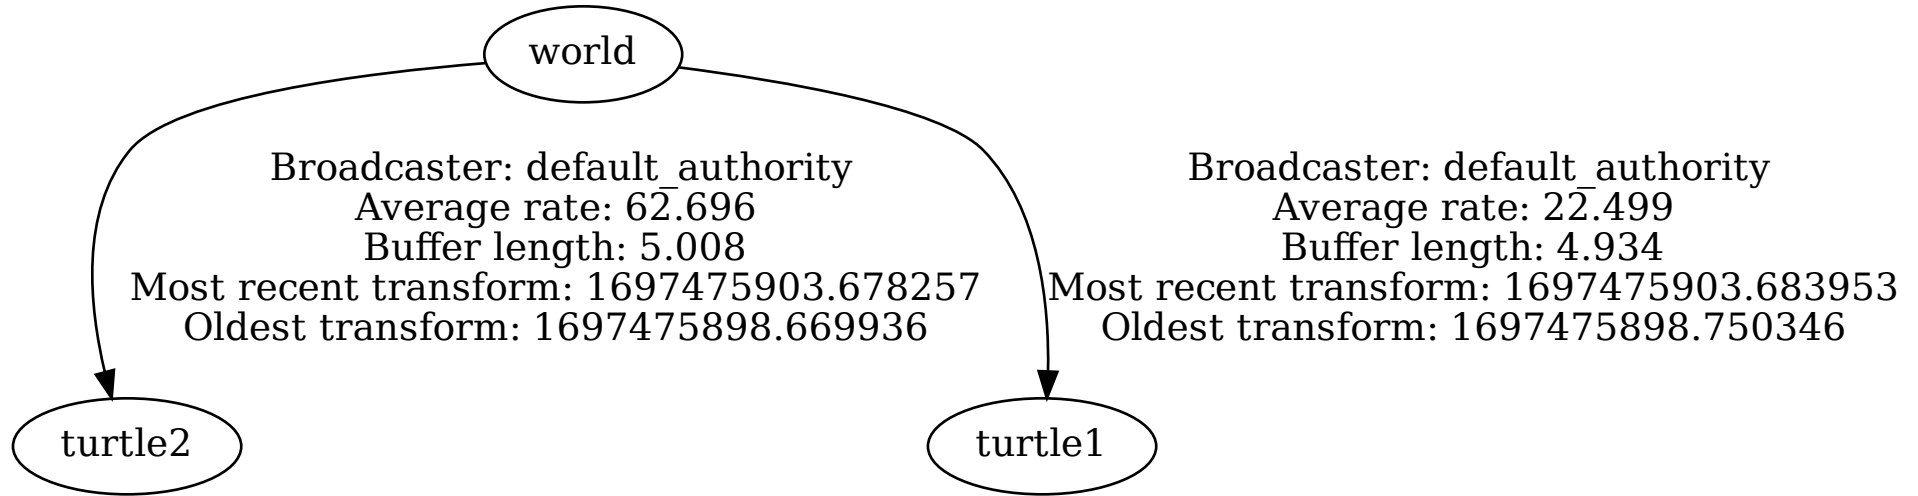 world
Broadcaster: default_authority
Average rate: 62.696
Buffer length: 5.008
Most recent transform: 1697475903.678257
Oldest transform: 1697475898.669936
Broadcaster: default_authority
Average rate: 22.499
Buffer length: 4.934
Most recent transform: 1697475903.683953
Oldest transform: 1697475898.750346
turtle2
turtle1